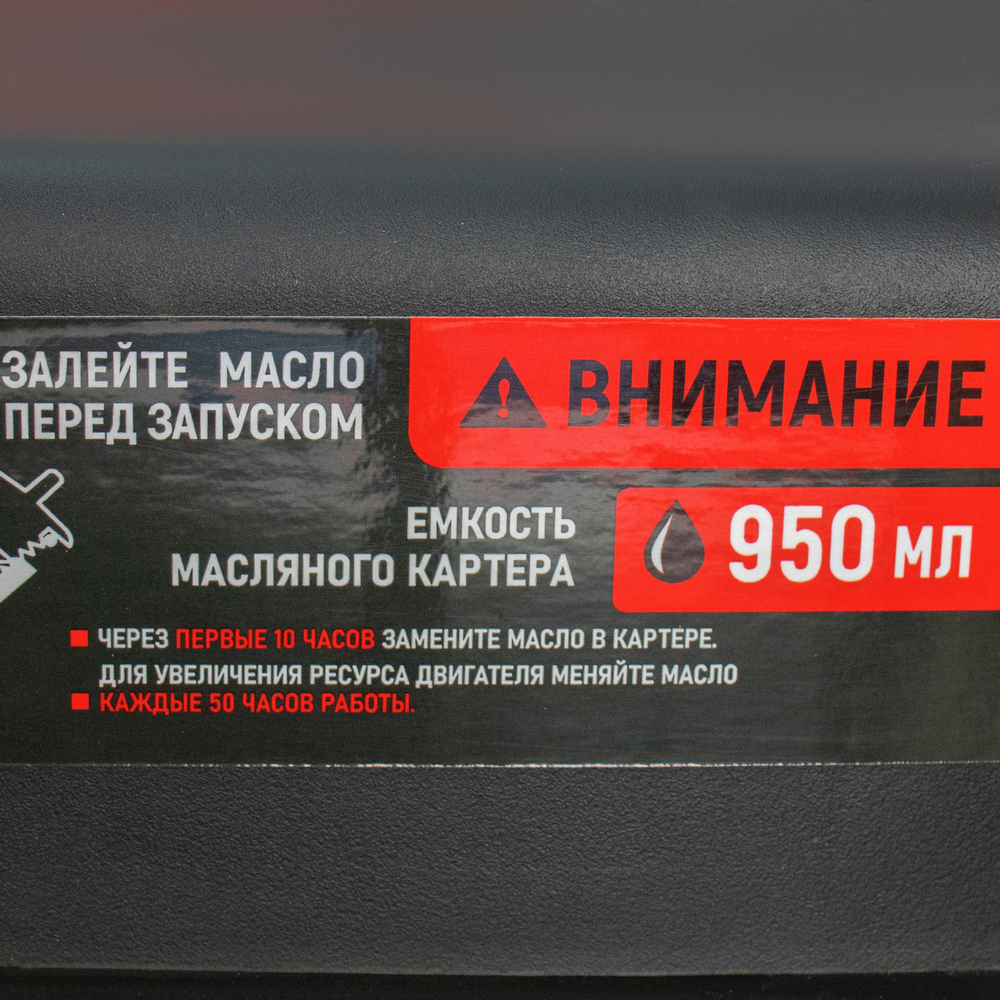 ЗАЛЕЙТЕ МАСЛО
ПЕРЕД ЗАПУСКОМ
ВНИМАНИЕ
ЕМКОСТЬ
МАСЛЯНОГО КАРТЕРА
950 мл
ЧЕРЕЗ ПЕРВЫЕ 10 ЧАСОВ ЗАМЕНИТЕ МАСЛО В КАРТЕРЕ.
ДЛЯ УВЕЛИЧЕНИЯ РЕСУРСА ДВИГАТЕЛЯ МЕНЯЙТЕ МАСЛО
КАЖДЫЕ 50 ЧАСОВ РАБОТЫ.